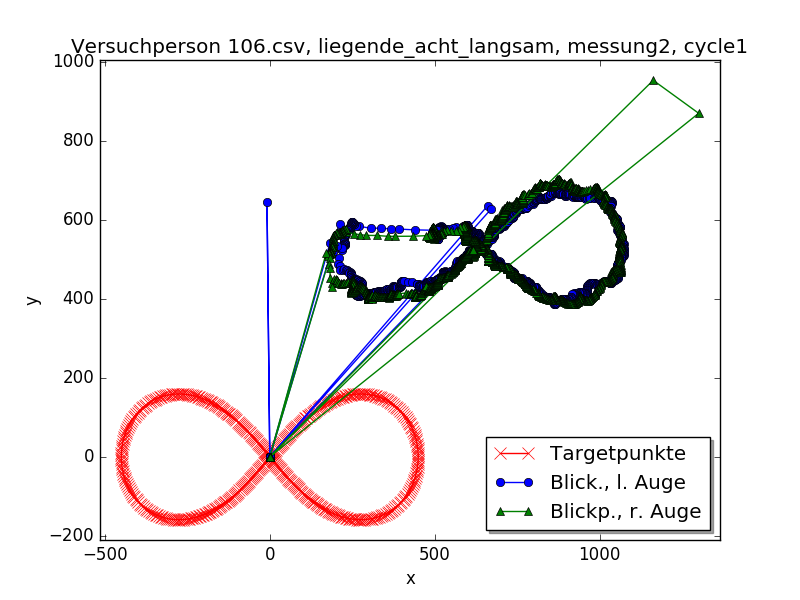 Versuchperson 106.csv, liegende_acht_langsam, messung2, cycle1
1000
800
600
400
200
0
−200
y
−500
0
500
1000
x
Targetpunkte
Blick., l. Auge
Blickp., r. Auge